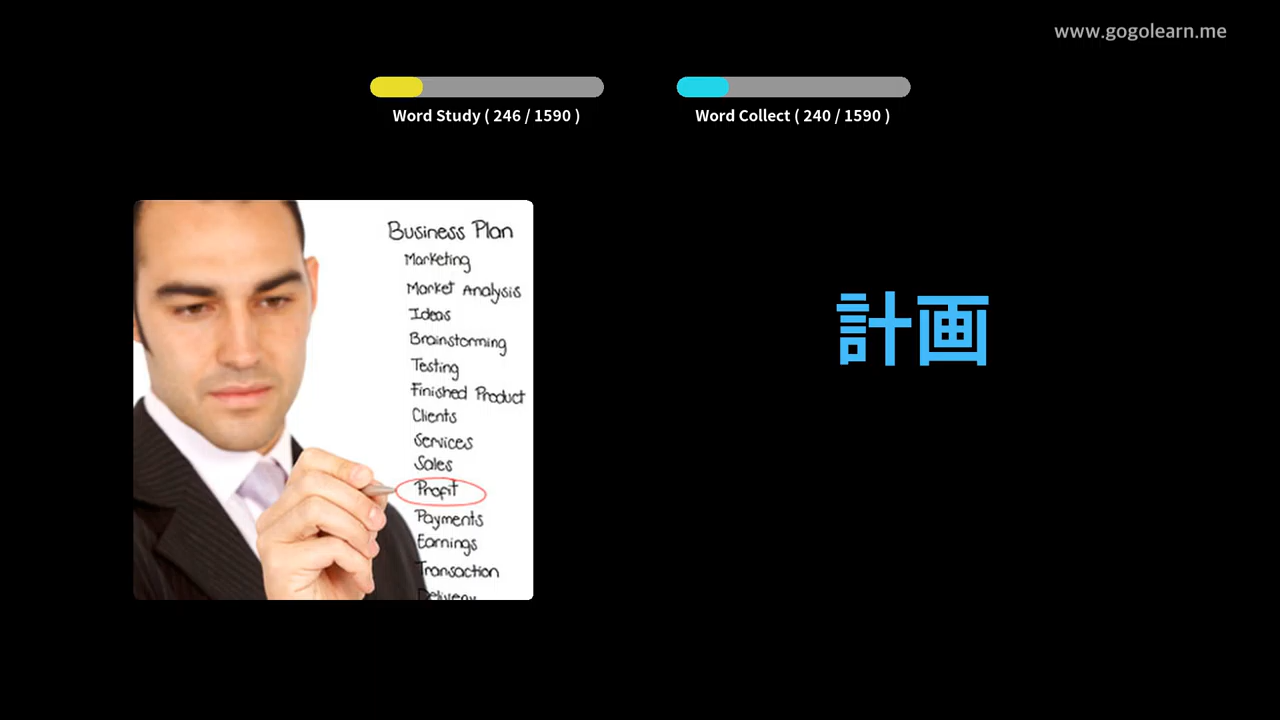 www.gogolearn.me
Word Study ( 246 / 1590 )
Word Collect ( 240 / 1590 )
Business Plan
Marketing
Market Analysis
Ideas
Brainstorming
Testing
Finished Product
Clients
Services
Sales
Profit
Payments
Earnings
Transaction
Delivery
計画